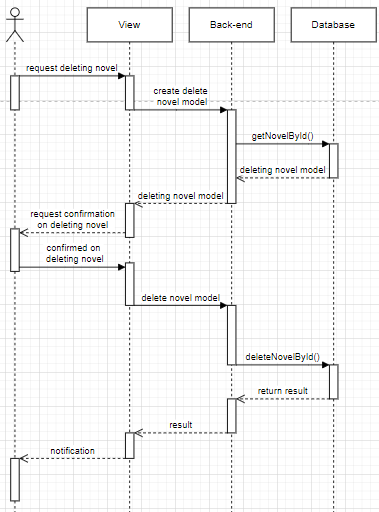 View
Back-end
Database
request deleting novel
create delete
novel model
getNovelById()
deleting novel model
deleting novel model
request confirmation
on deleting novel
confirmed on
deleting novel
delete novel model
deleteNovelById()
return result
result
notification